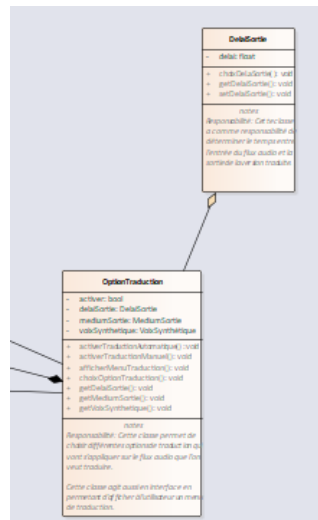 DelaiSortie
- delai: float
+ choixDelaiSortie(): void
+ getDelaiSortie(): void
+ setDelaiSortie(): void
notes
Responsabilité: Cette classe
a comme responsabilité de
déterminer le temps entre
l'entrée du flux audio et la
sortie de la version traduite.
OptionTraduction
- activer: bool
- delaiSortie: DelaiSortie
- mediumSortie: MediumSortie
- voixSynthetique: VoixSynthétique
+ activerTraductionAutomatique(): void
+ activerTraductionManuel(): void
+ afficherMenuTraduction(): void
+ choixOptionTraduction(): void
+ getDelaiSortie(): void
+ getMediumSortie(): void
+ getVoixSynthetique(): void
notes
Responsabilité: Cette classe permet de
choisir différentes options de traduction qui
vont s'appliquer sur le flux audio que l'on
veut traduire.
Cette classe agit aussi en interface en
permettant d'afficher à l'utilisateur un menu
de traduction.